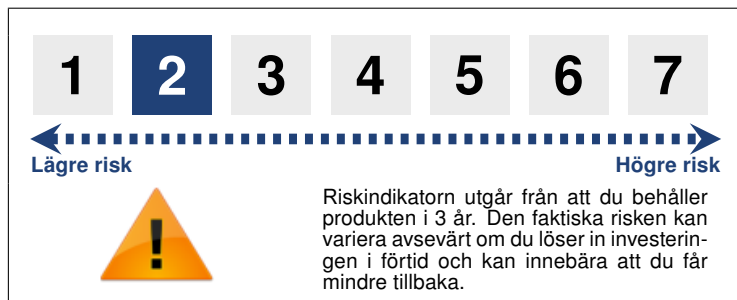 1 2 3 4 5 6 7
Lägre risk Högre risk
!
Riskindikatorn utgår från att du behåller
produkten i 3 år. Den faktiska risken kan
variera avsevärt om du löser in investerin-
gen i förtid och kan innebära att du får
mindre tillbaka.